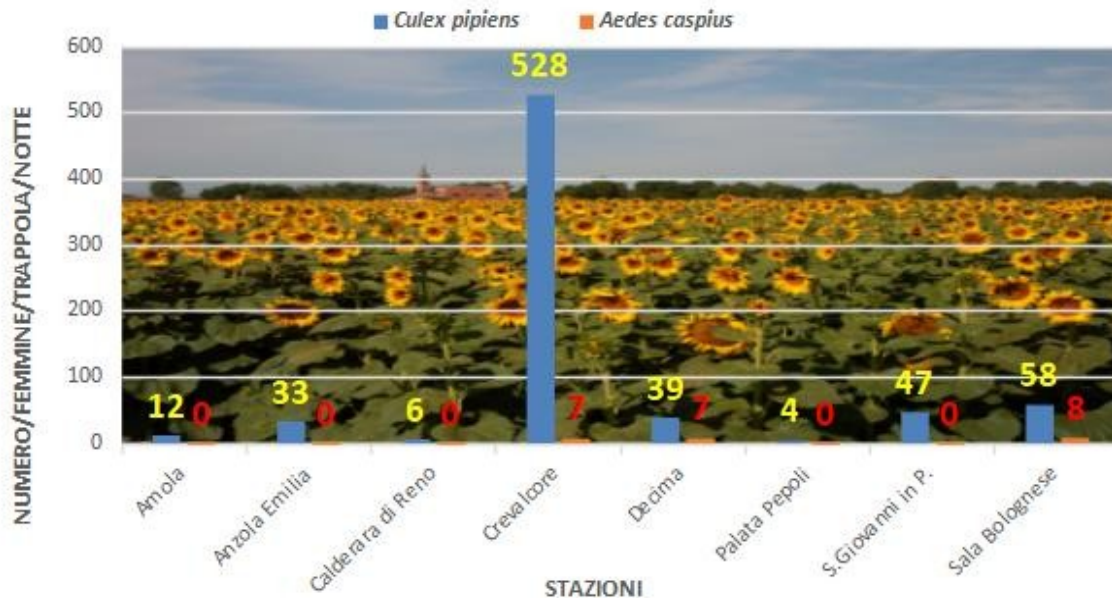 Culex pipiens Aedes caspius
NUMERO/FEMMINE/TRAPPOLA/NOTTE
600
500
400
300
200
100
0
528
12 0 33 0 6 0 7 39 7 4 0 47 0 58 8
Amola
Anzola Emilia
Calderara di Reno
Crevalcore
Decima
Palata Pepoli
S.Giovanni in P.
Sala Bolognese
STAZIONI